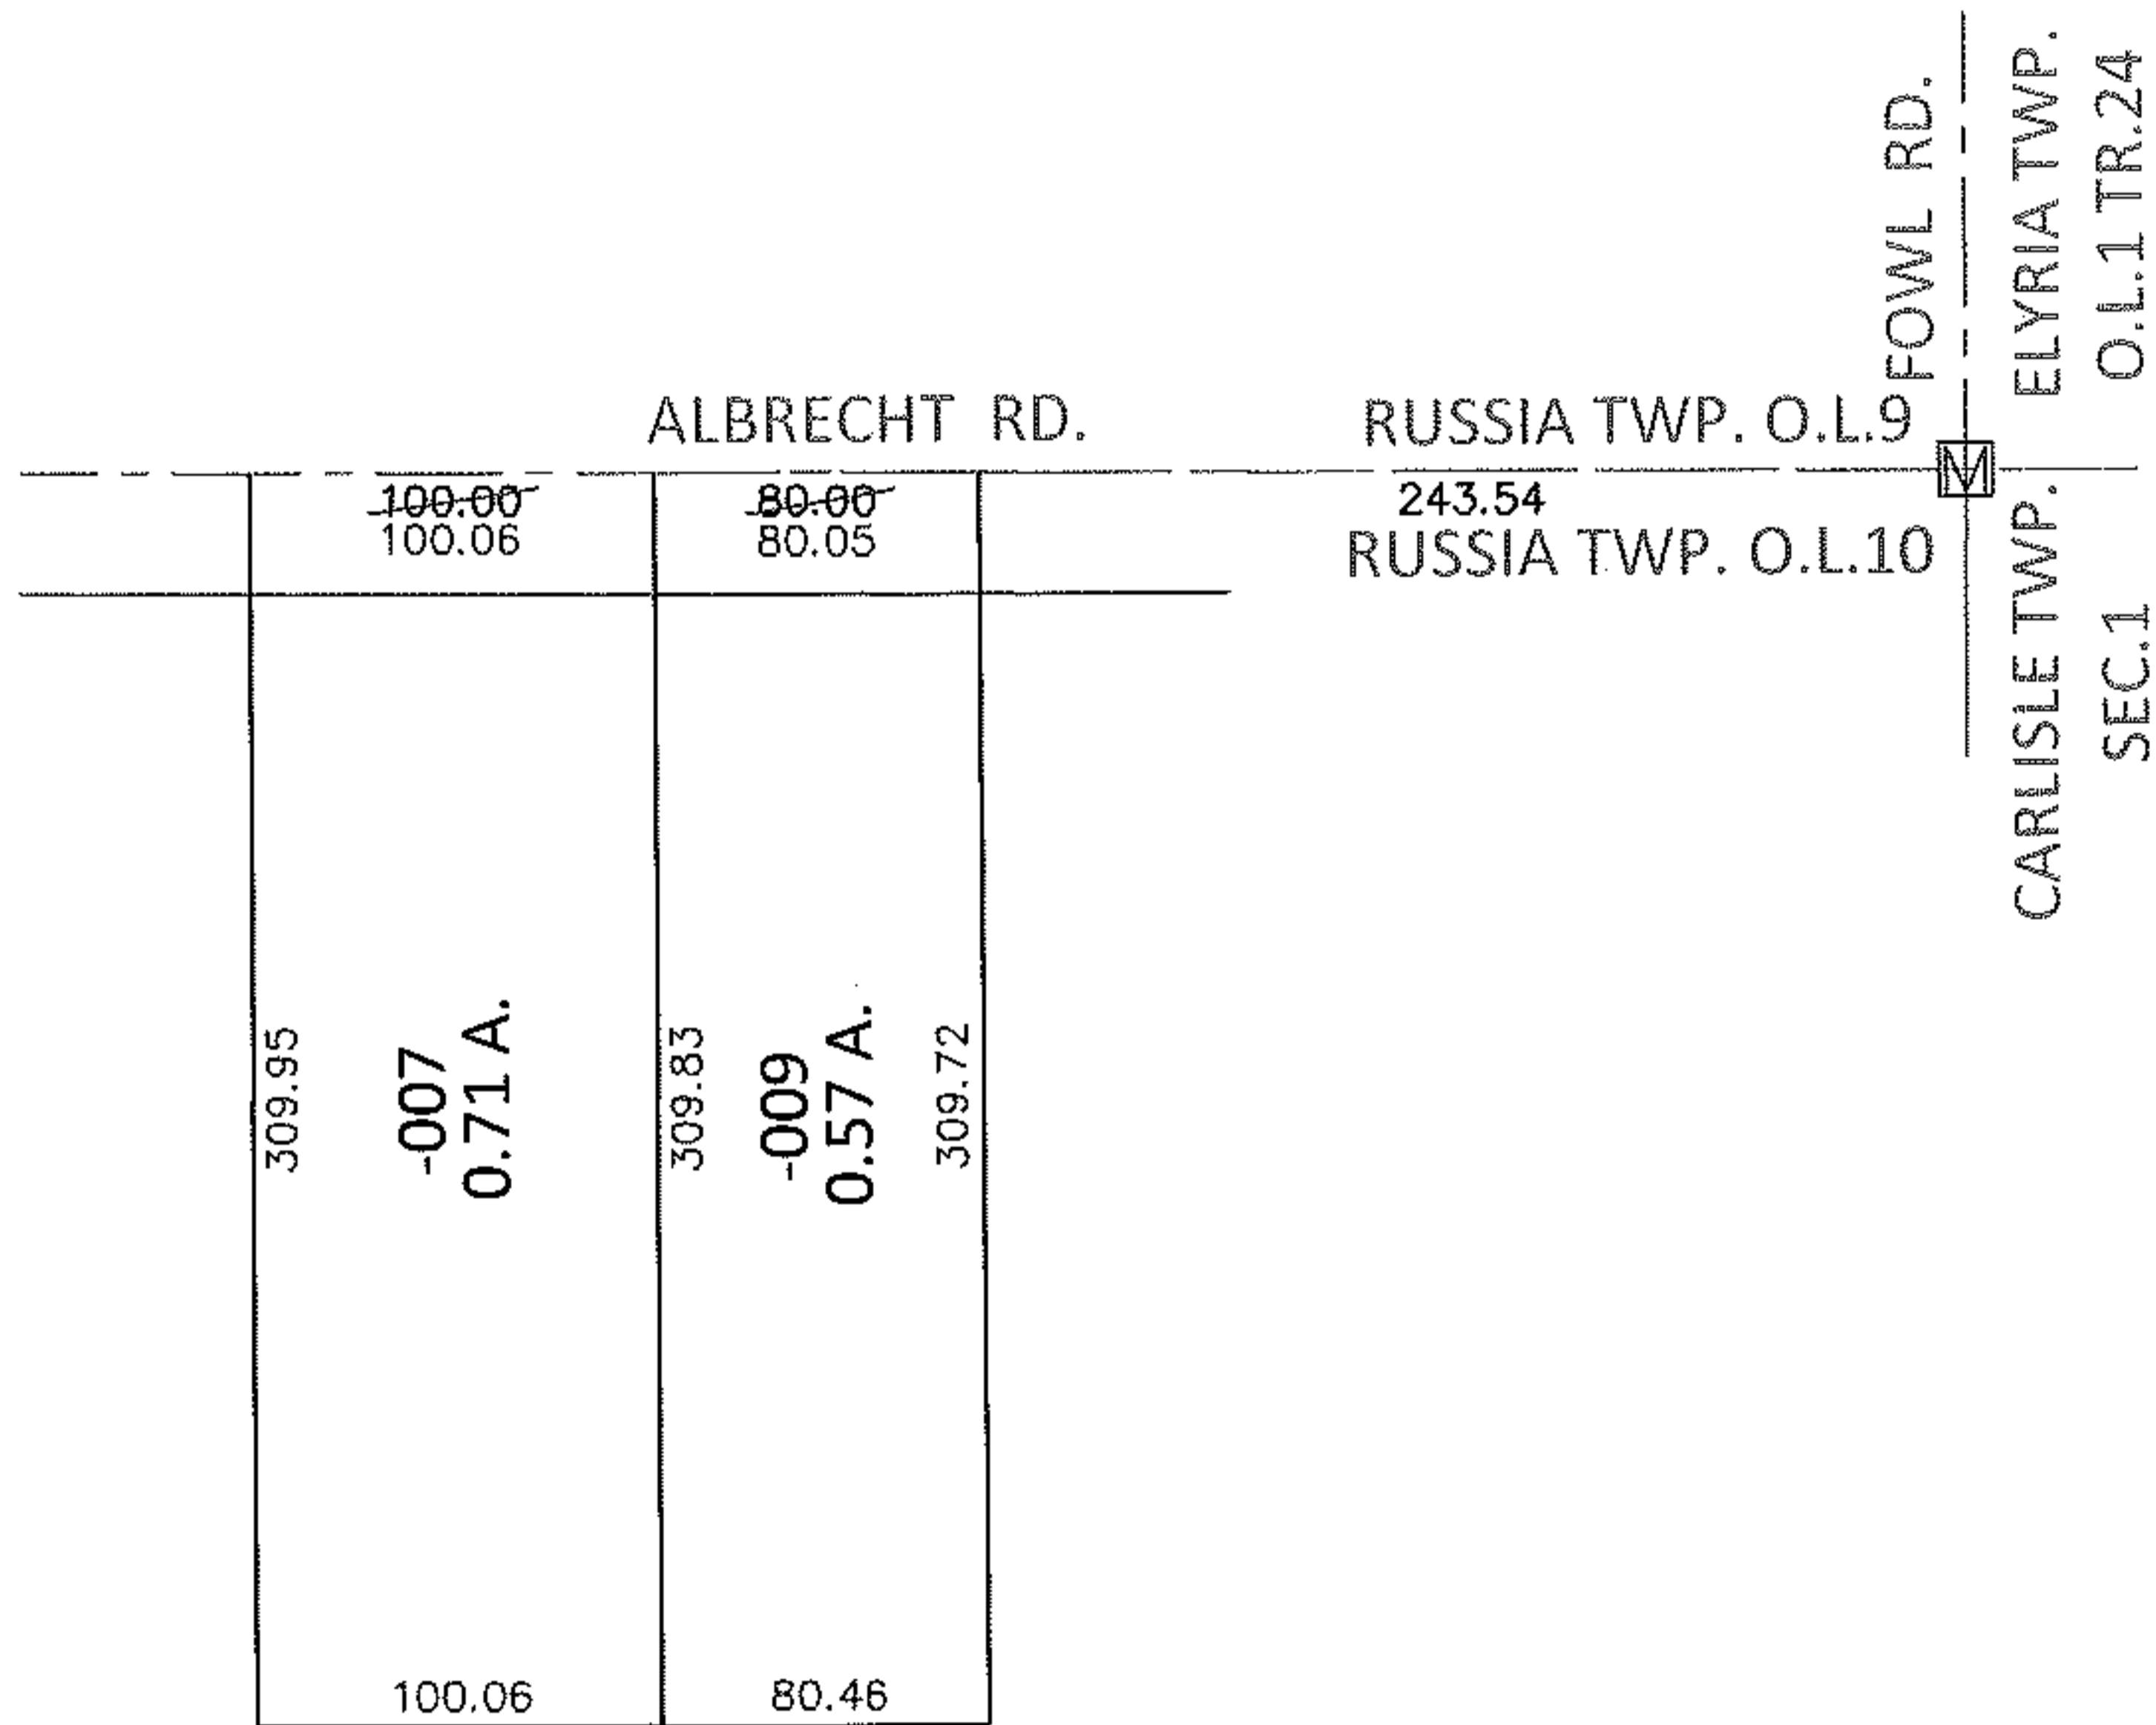 FOWL RD.
ELYRIA TWP.
O.L.1 TR.24
ALBRECHT RD.
RUSSIA TWP. O.L.9
M
100.00
100.06
80.00
80.05
243.54
RUSSIA TWP. O.L.10
CARLISLE TWP.
SEC.1
309.95
-007
0.71 A.
309.83
-009
0.57 A.
309.72
100.06
80.46